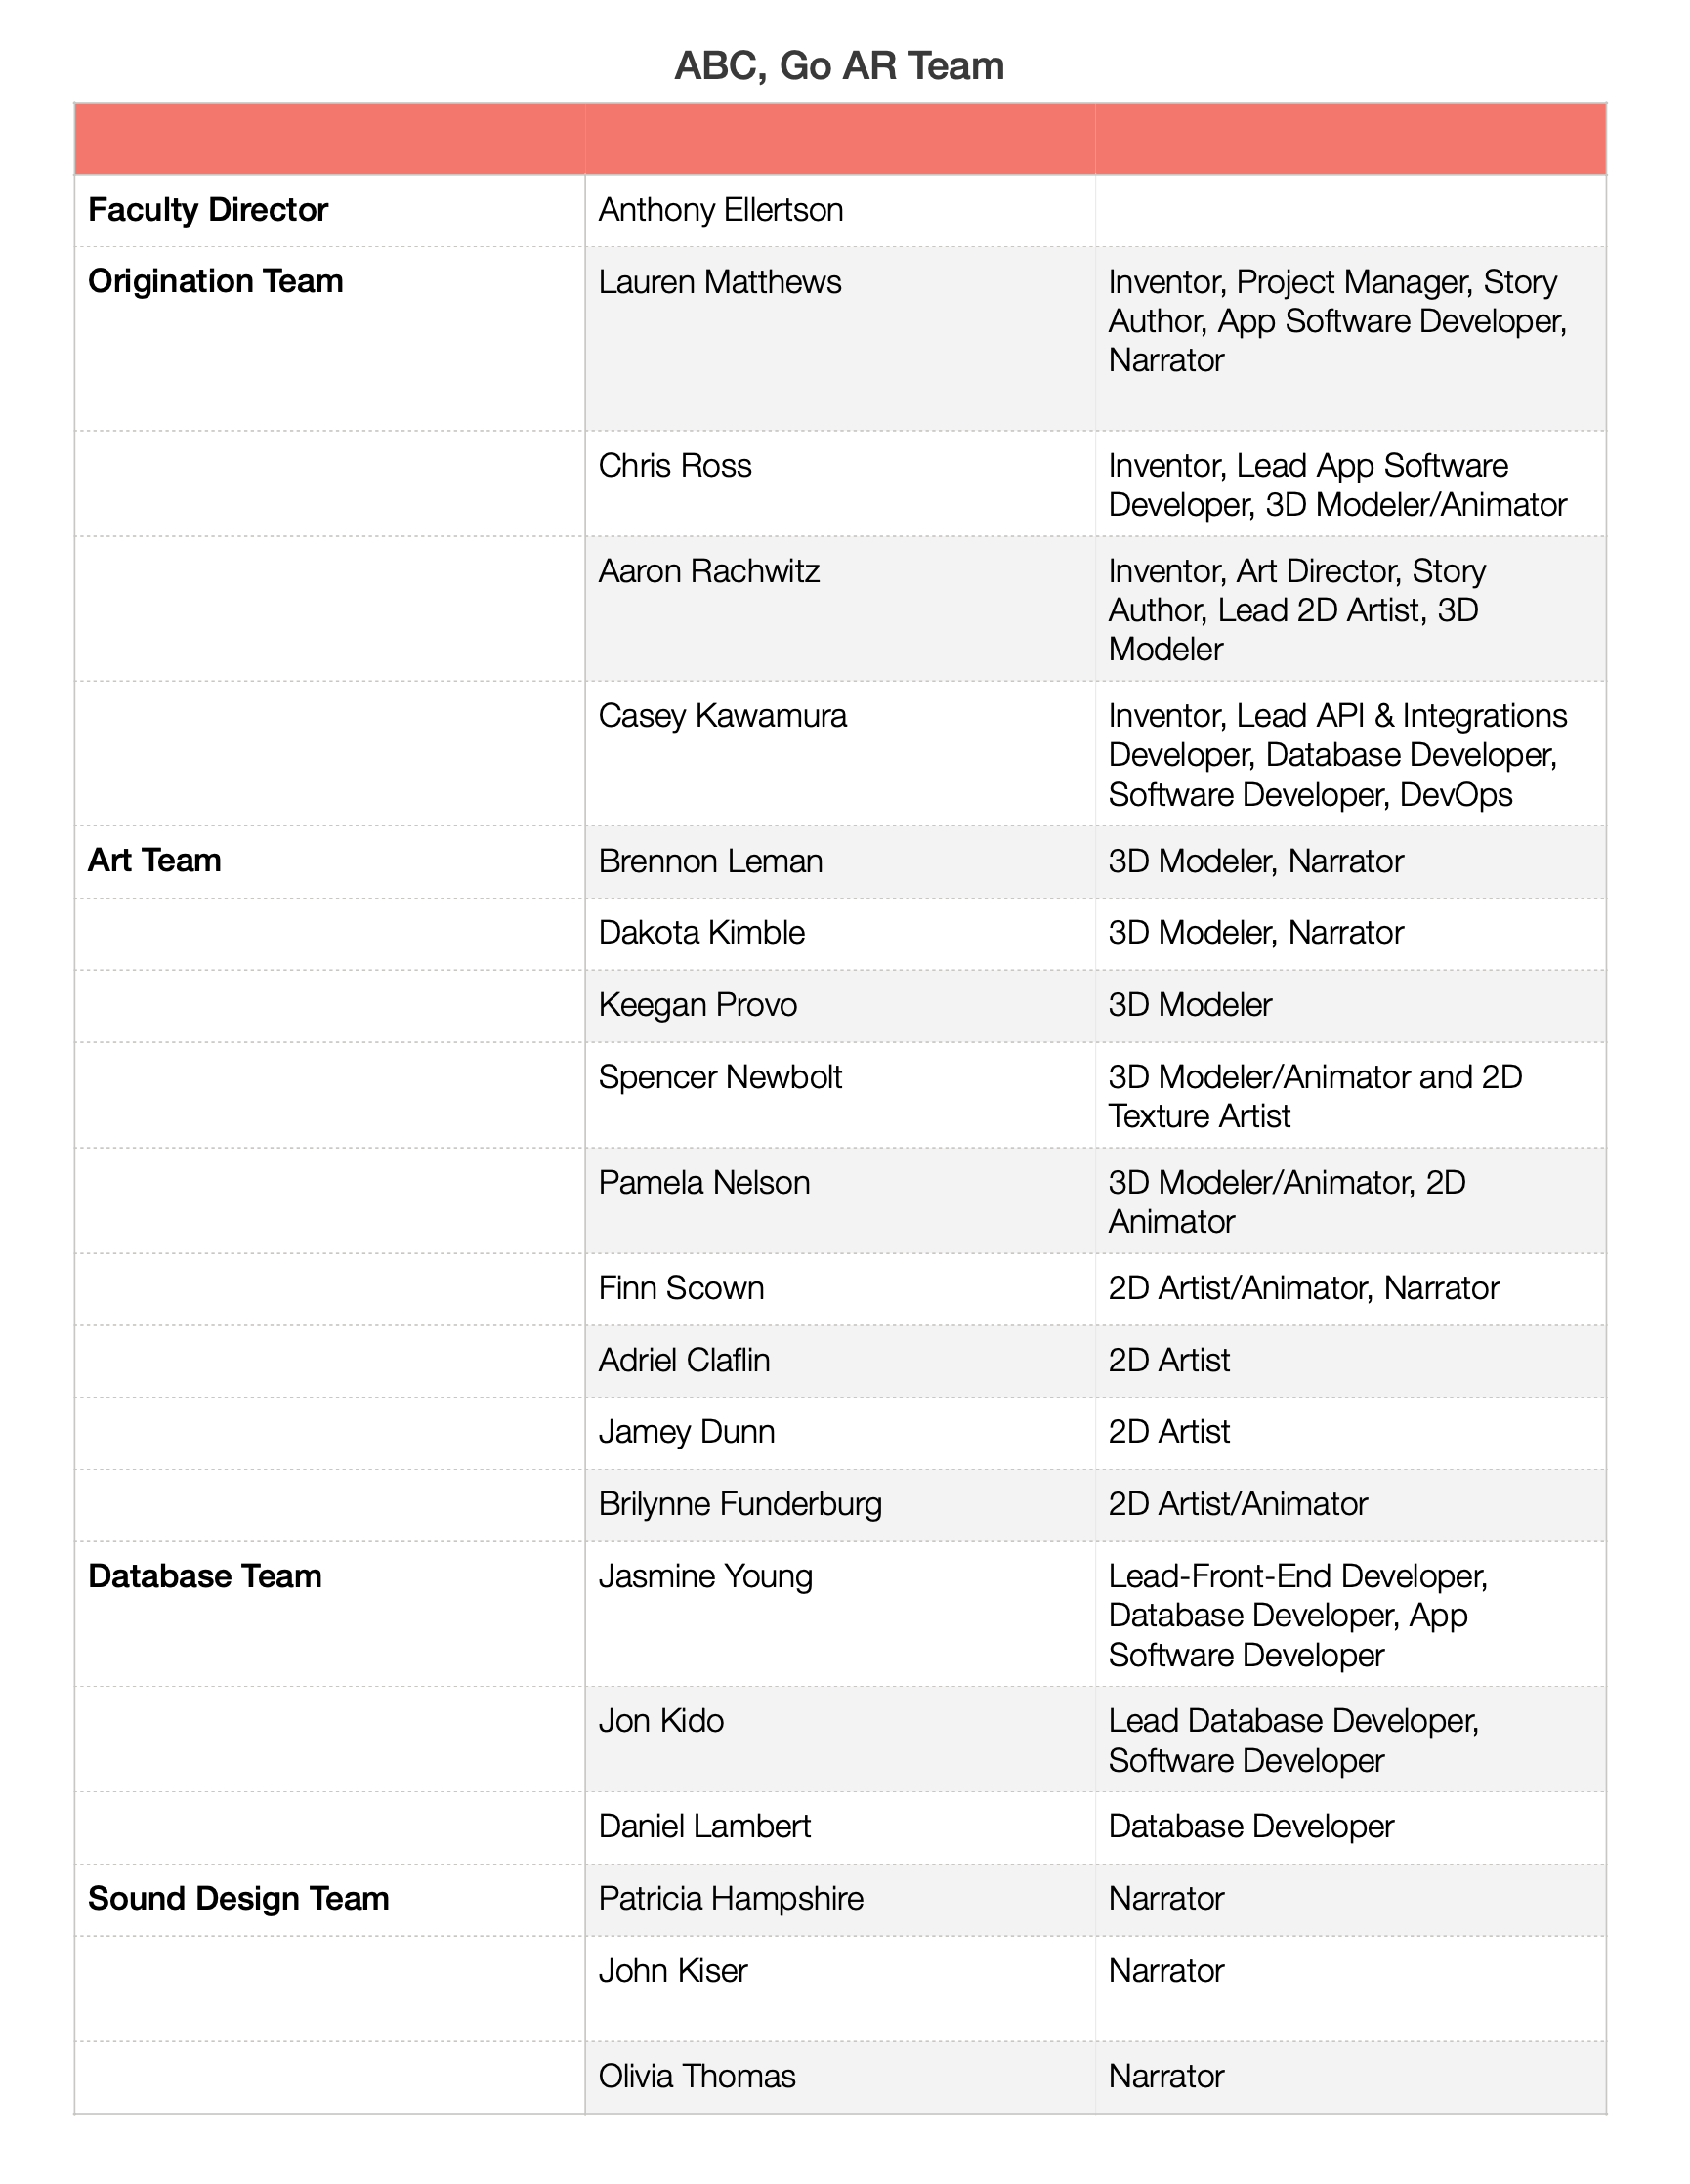 ABC, Go AR Team
Faculty Director
Anthony Ellertson
Origination Team
Lauren Matthews
Inventor, Project Manager, Story
Author, App Software Developer,
Narrator
Chris Ross
Inventor, Lead App Software
Developer, 3D Modeler/Animator
Aaron Rachwitz
Inventor, Art Director, Story
Author, Lead 2D Artist, 3D
Modeler
Casey Kawamura
Inventor, Lead API & Integrations
Developer, Database Developer,
Software Developer, DevOps
Art Team
Brennon Leman
3D Modeler, Narrator
Dakota Kimble
3D Modeler, Narrator
Keegan Provo
3D Modeler
Spencer Newbolt
3D Modeler/Animator and 2D
Texture Artist
Pamela Nelson
3D Modeler/Animator, 2D
Animator
Finn Scown
2D Artist/Animator, Narrator
Adriel Claflin
2D Artist
Jamey Dunn
2D Artist
Brilynne Funderburg
2D Artist/Animator
Database Team
Jasmine Young
Lead-Front-End Developer,
Database Developer, App
Software Developer
Jon Kido
Lead Database Developer,
Software Developer
Daniel Lambert
Database Developer
Sound Design Team
Patricia Hampshire
Narrator
John Kiser
Narrator
Olivia Thomas
Narrator